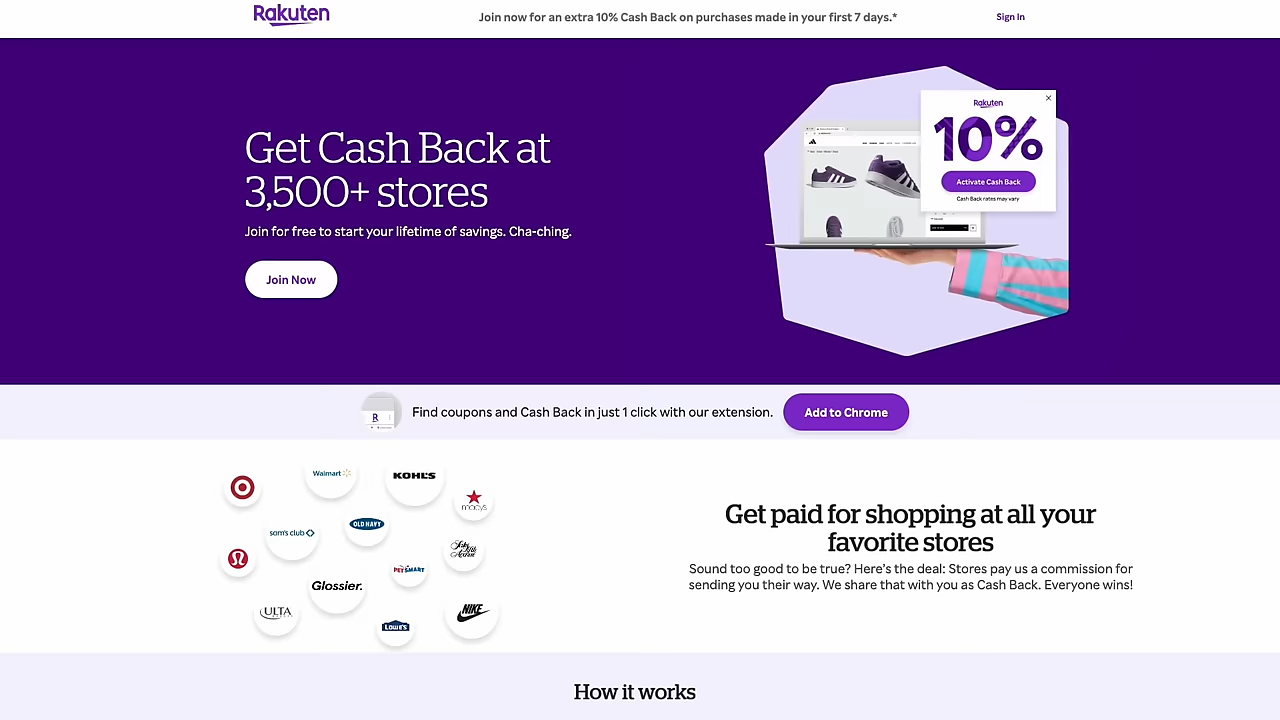 Rakuten
Join now for an extra 10% Cash Back on purchases made in your first 7 days.*
Sign In
Get Cash Back at
3,500+ stores
Join for free to start your lifetime of savings. Cha-ching.
Join Now
Rakuten
10%
Activate Cash Back
Cash Back rates may vary
Find coupons and Cash Back in just 1 click with our extension.
Add to Chrome
R
Walmart
KOHL'S
macys
sam's club
OLD NAVY
Saks
Fifth
Avenue
PETSMART
Glossier.
ULTA
NIKE
LOWE'S
Get paid for shopping at all your
favorite stores
Sound too good to be true? Here's the deal: Stores pay us a commission for
sending you their way. We share that with you as Cash Back. Everyone wins!
How it works